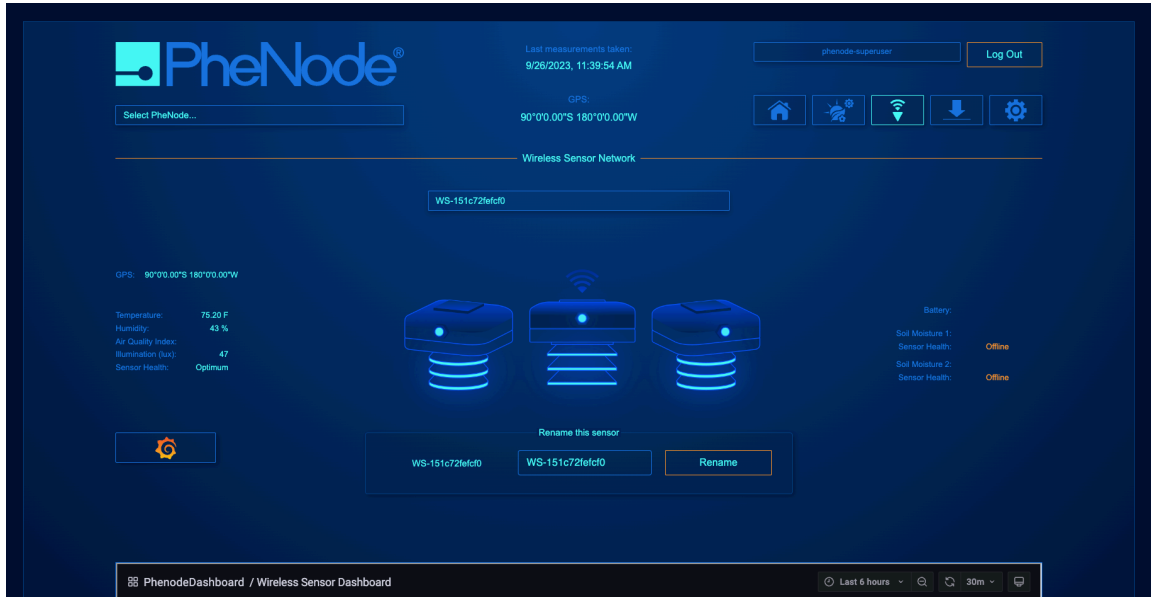 PheNode®
Last measurements taken:
9/26/2023, 11:39:54 AM
phenode-superuser
Log Out
Select PheNode...
GPS:
90°0'0.00"S 180°0'0.00"W
Wireless Sensor Network
WS-151c72fefcf0
GPS: 90°0'0.00"S 180°0'0.00"W
Temperature: 75.20 F
Humidity: 43 %
Air Quality Index:
Illumination (lux): 47
Sensor Health: Optimum
Battery:
Soil Moisture 1:
Sensor Health: Offline
Soil Moisture 2:
Sensor Health: Offline
Rename this sensor
WS-151c72fefcf0 WS-151c72fefcf0 Rename
PhenodeDashboard / Wireless Sensor Dashboard
Last 6 hours 30m